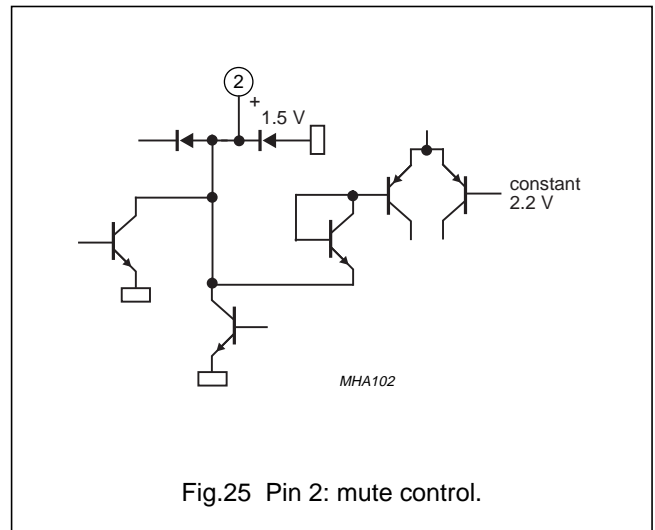 2
+
1.5 V
constant
2.2 V
MHA102
Fig.25 Pin 2: mute control.